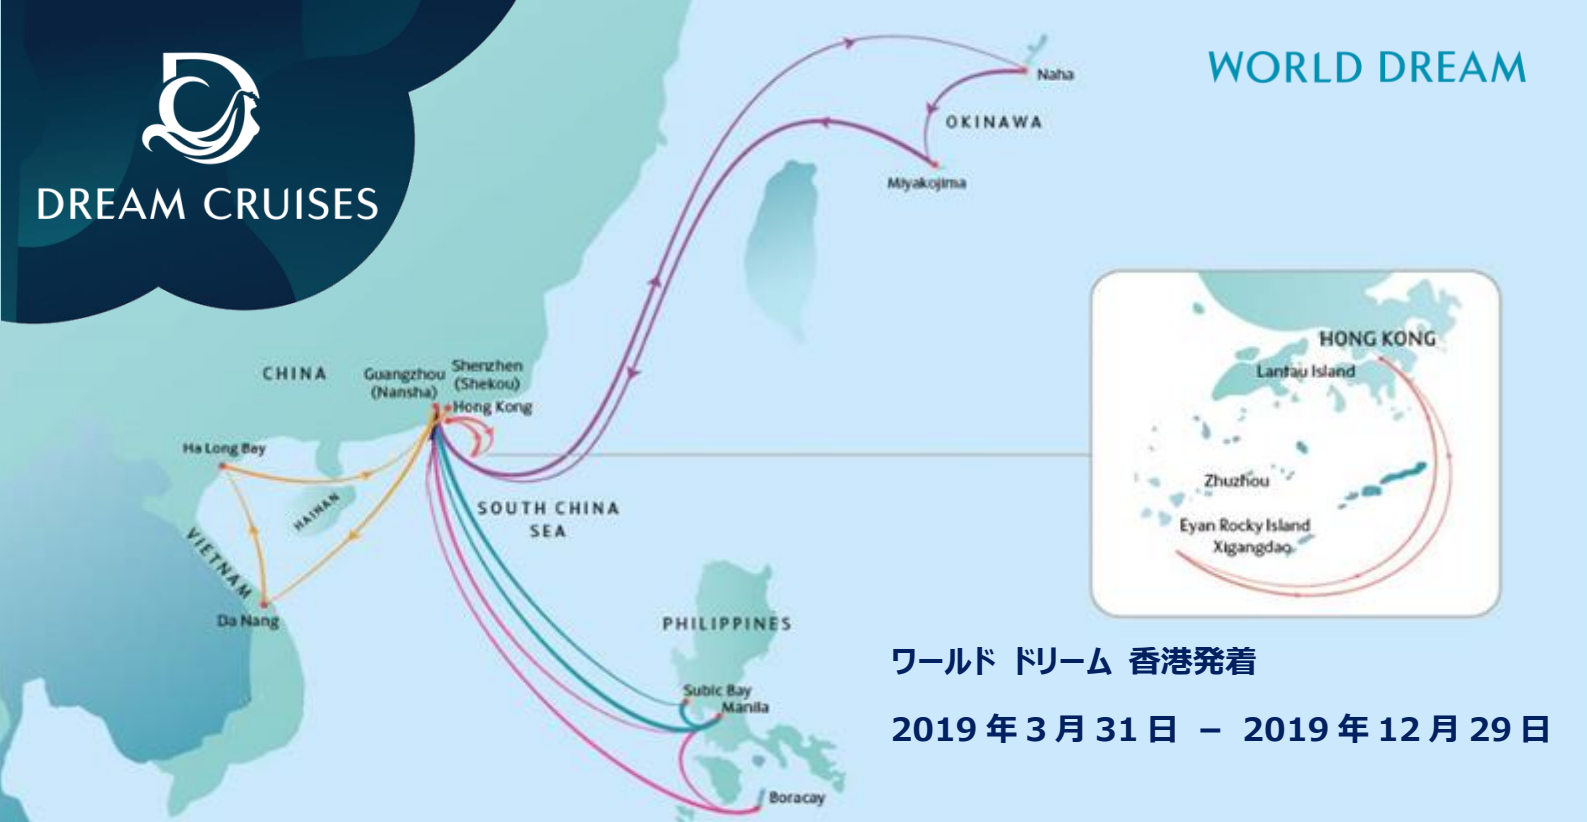 DREAM CRUISES
WORLD DREAM
Naha
OKINAWA
Miyakojima
CHINA
Guangzhou
(Nansha)
Shenzhen
(Shekou)
Hong Kong
Ha Long Bay
HAINAN
SOUTH CHINA
SEA
VIETNAM
Da Nang
PHILIPPINES
Subic Bay
Manila
Boracay
HONG KONG
Lantau Island
Zhuzhou
Eyan Rocky Island
Xigangdao
ワールド ドリーム 香港発着
2019 年 3 月 31 日 － 2019 年 12 月 29 日